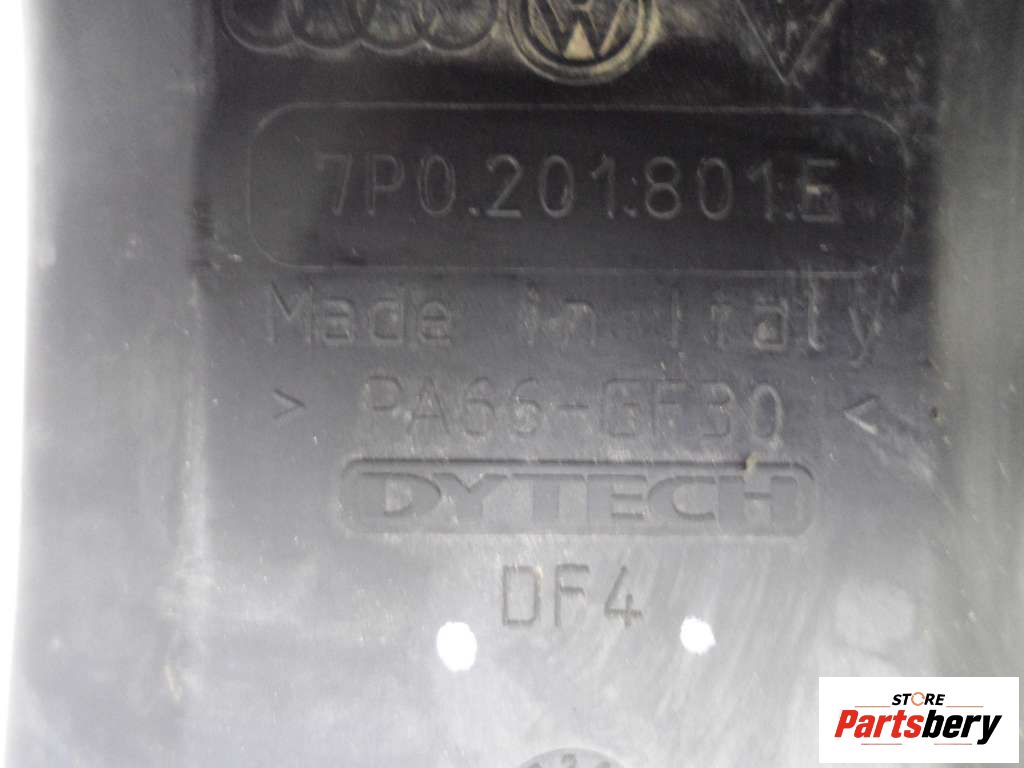 7P0.201.801.E
Made in Italy
> PA66-GF30 <
DYTECH
DF4
STORE
Partsbery